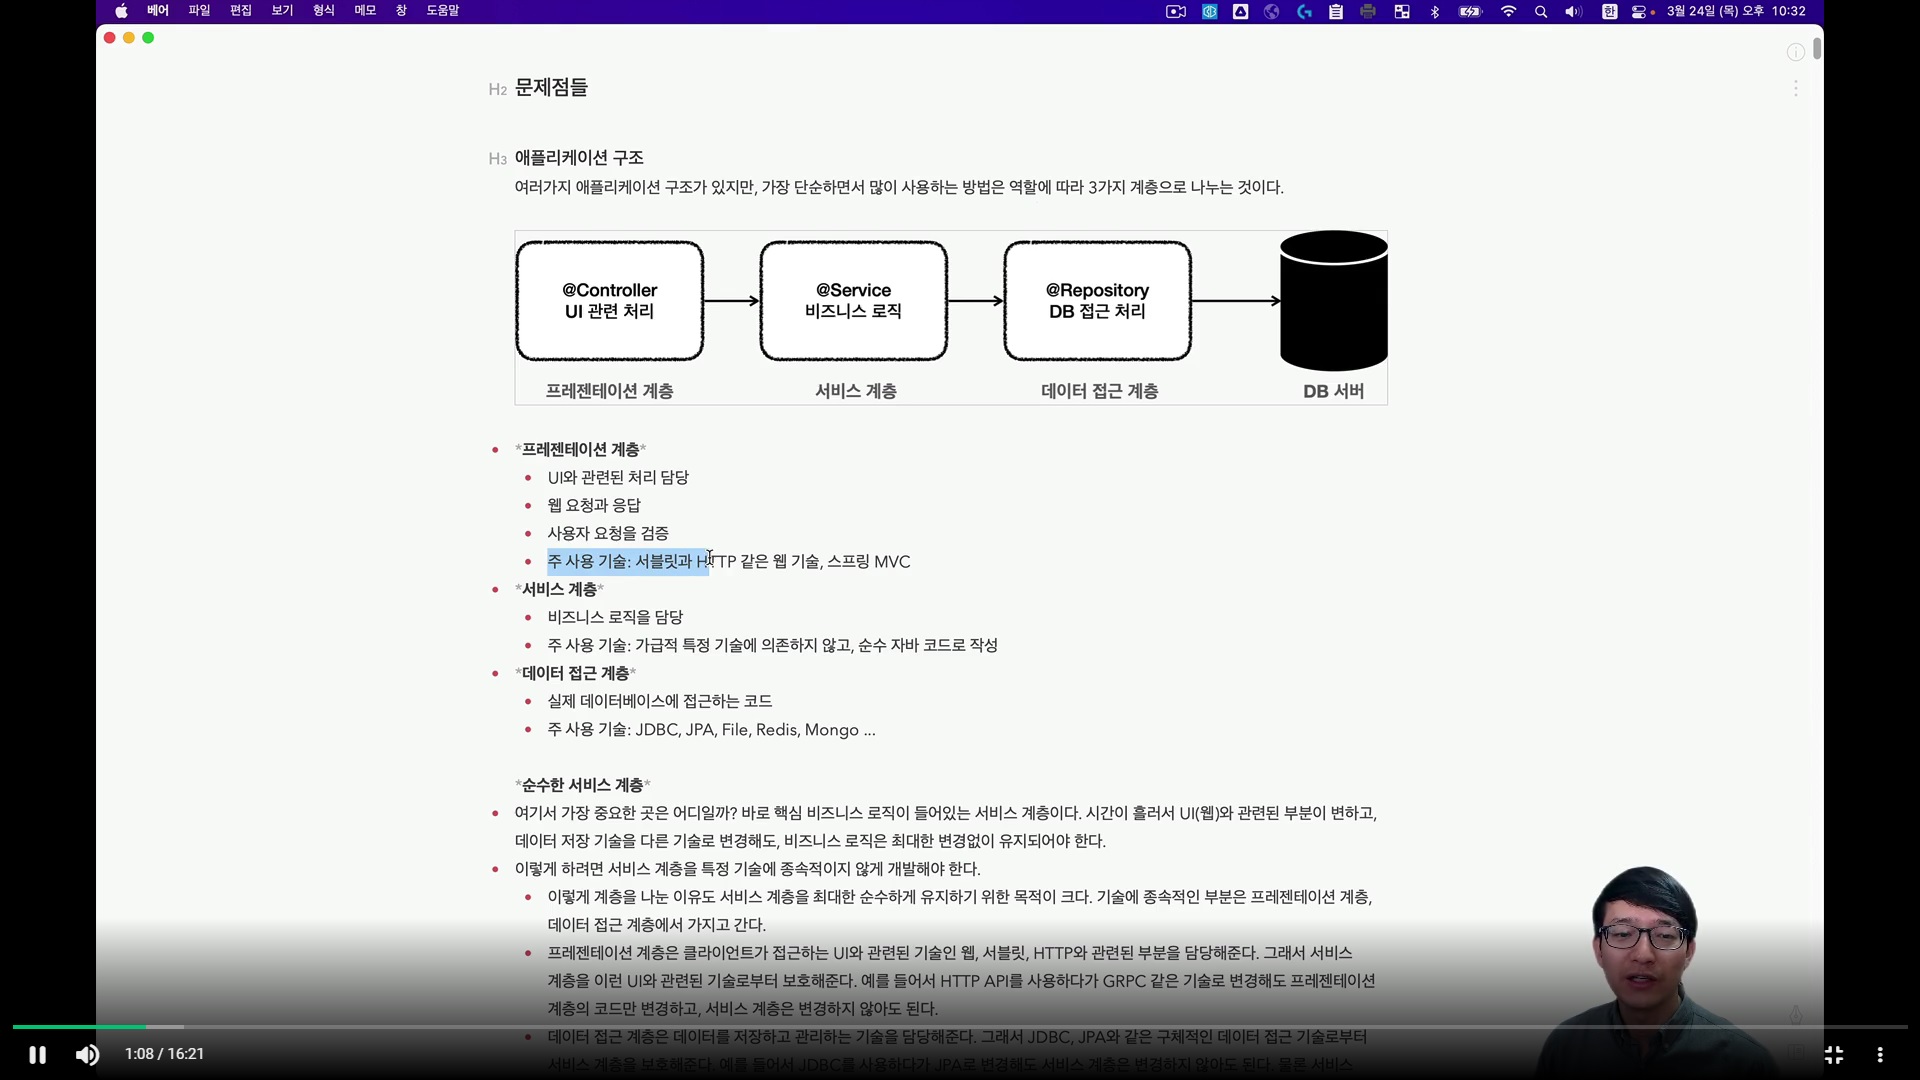 베어 파일 편집 보기 형식 메모 창 도움말
한 3월 24일 (목) 오후 10:32
H2 문제점들
H3 애플리케이션 구조
여러가지 애플리케이션 구조가 있지만, 가장 단순하면서 많이 사용하는 방법은 역할에 따라 3가지 계층으로 나누는 것이다.
@Controller
UI 관련 처리
@Service
비즈니스 로직
@Repository
DB 접근 처리
프레젠테이션 계층
서비스 계층
데이터 접근 계층
DB 서버
*프레젠테이션 계층*
UI와 관련된 처리 담당
웹 요청과 응답
사용자 요청을 검증
주 사용 기술: 서블릿과 HTTP 같은 웹 기술, 스프링 MVC
*서비스 계층*
비즈니스 로직을 담당
주 사용 기술: 가급적 특정 기술에 의존하지 않고, 순수 자바 코드로 작성
*데이터 접근 계층*
실제 데이터베이스에 접근하는 코드
주 사용 기술: JDBC, JPA, File, Redis, Mongo ...
*순수한 서비스 계층*
여기서 가장 중요한 곳은 어디일까? 바로 핵심 비즈니스 로직이 들어있는 서비스 계층이다. 시간이 흘러서 UI(웹)와 관련된 부분이 변하고,
데이터 저장 기술을 다른 기술로 변경해도, 비즈니스 로직은 최대한 변경없이 유지되어야 한다.
이렇게 하려면 서비스 계층을 특정 기술에 종속적이지 않게 개발해야 한다.
이렇게 계층을 나눈 이유도 서비스 계층을 최대한 순수하게 유지하기 위한 목적이 크다. 기술에 종속적인 부분은 프레젠테이션 계층,
데이터 접근 계층에서 가지고 간다.
프레젠테이션 계층은 클라이언트가 접근하는 UI와 관련된 기술인 웹, 서블릿, HTTP와 관련된 부분을 담당해준다. 그래서 서비스
계층을 이런 UI와 관련된 기술로부터 보호해준다. 예를 들어서 HTTP API를 사용하다가 GRPC 같은 기술로 변경해도 프레젠테이션
계층의 코드만 변경하고, 서비스 계층은 변경하지 않아도 된다.
데이터 접근 계층은 데이터를 저장하고 관리하는 기술을 담당해준다. 그래서 JDBC, JPA와 같은 구체적인 데이터 접근 기술로부터
서비스 계층을 보호해준다. 예를 들어서 JDBC를 사용하다가 JPA로 변경해도 서비스 계층은 변경하지 않아도 된다. 물론 서비스
1:08 / 16:21